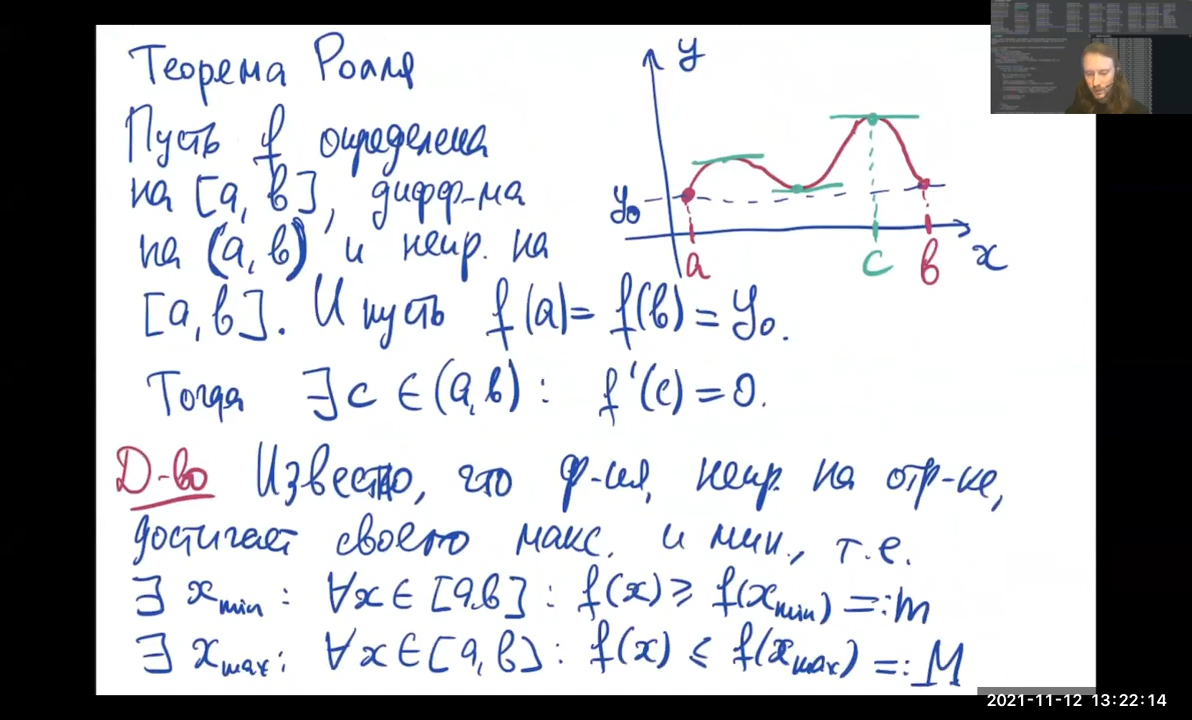 Теорема Ролля
Пусть f определена
на [a, b], дифф-ма
на (a, b) и непр. на
[a, b]. И пусть f(a) = f(b) = y₀.
Тогда ∃ c ∈ (a, b) : f'(c) = 0.
y
y₀
a
c
b
x
Д-во Известно, что ф-ия, непр. на отр-ке,
достигает своего макс. и мин., т.е.
∃ x_min : ∀x ∈ [a, b] : f(x) ⩾ f(x_min) =: m
∃ x_max : ∀x ∈ [a, b] : f(x) ⩽ f(x_max) =: M
2021-11-12 13:22:14